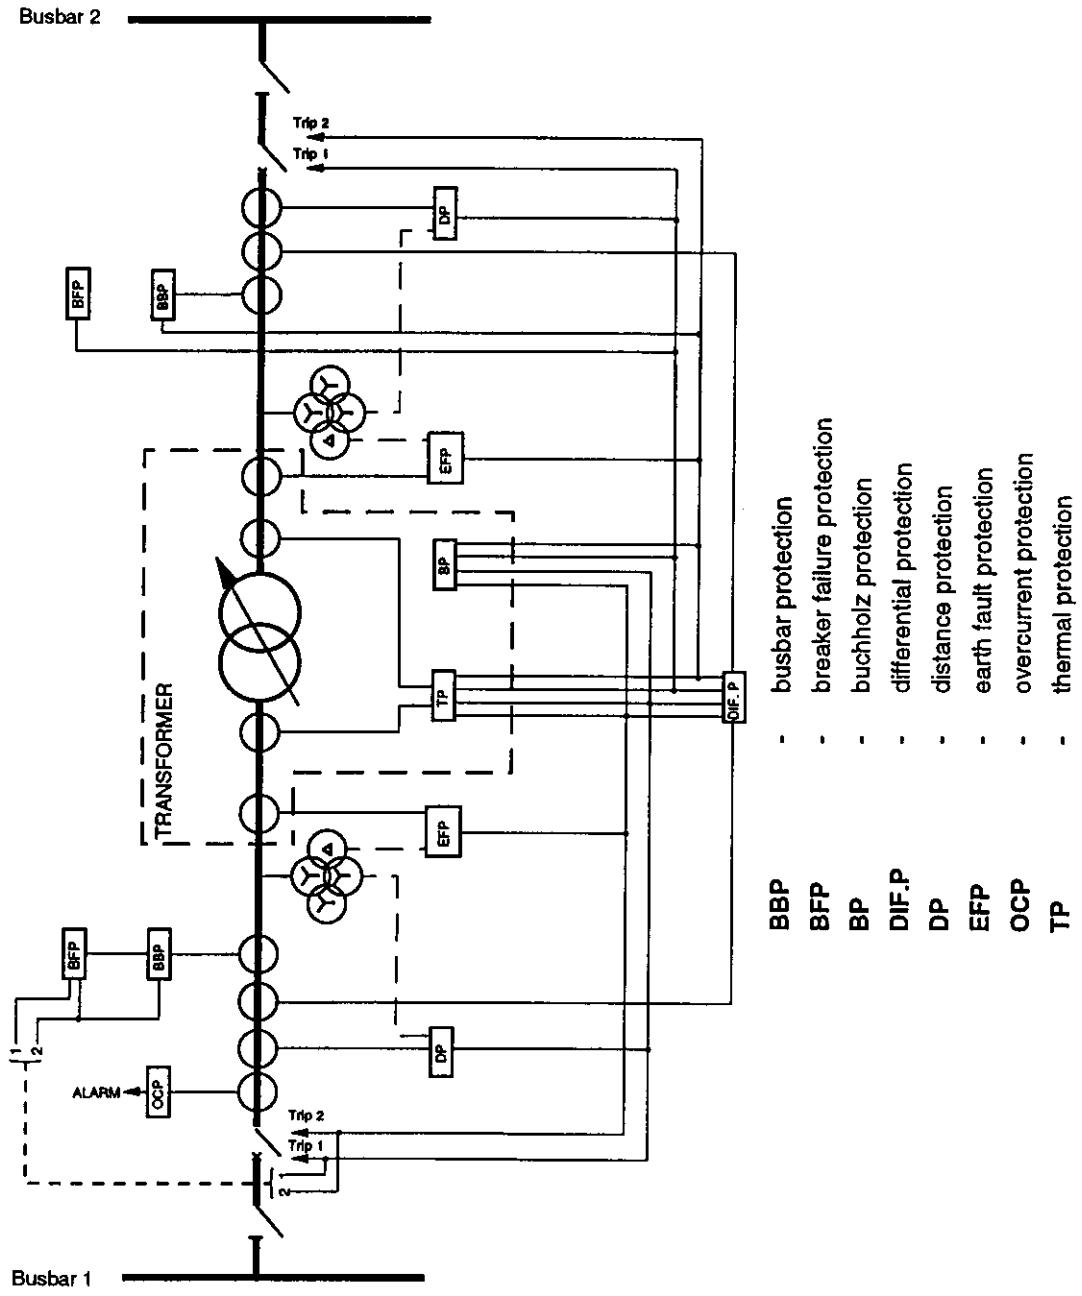 Busbar 2
Trip 2
Trip 1
DP
BFP
BBP
EFP
BP
TRANSFORMER
TP
DIF. P
EFP
BFP
BBP
1
2
DP
ALARM
OCP
Trip 2
Trip 1
1
2
Busbar 1
BBP - busbar protection
BFP - breaker failure protection
BP - buchholz protection
DIF.P - differential protection
DP - distance protection
EFP - earth fault protection
OCP - overcurrent protection
TP - thermal protection